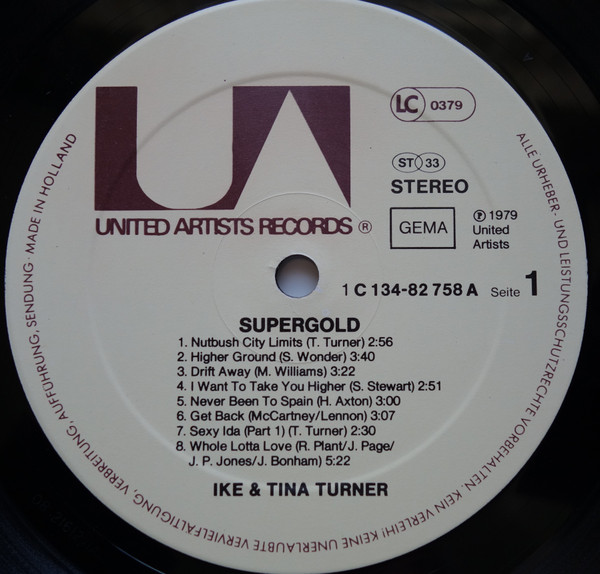 UA
UNITED ARTISTS RECORDS ®
LC 0379
ST 33
STEREO
GEMA
℗ 1979
United
Artists
1 C 134-82 758 A Seite 1
SUPERGOLD
1. Nutbush City Limits (T. Turner) 2:56
2. Higher Ground (S. Wonder) 3:40
3. Drift Away (M. Williams) 3:22
4. I Want To Take You Higher (S. Stewart) 2:51
5. Never Been To Spain (H. Axton) 3:00
6. Get Back (McCartney/Lennon) 3:07
7. Sexy Ida (Part 1) (T. Turner) 2:30
8. Whole Lotta Love (R. Plant/J. Page/
J. P. Jones/J. Bonham) 5:22
IKE & TINA TURNER
ALLE URHEBER- UND LEISTUNGSSCHUTZRECHTE VORBEHALTEN. KEIN VERLEIH! KEINE UNERLAUBTE VERVIELFÄLTIGUNG, VERBREITUNG, AUFFÜHRUNG, SENDUNG · MADE IN HOLLAND